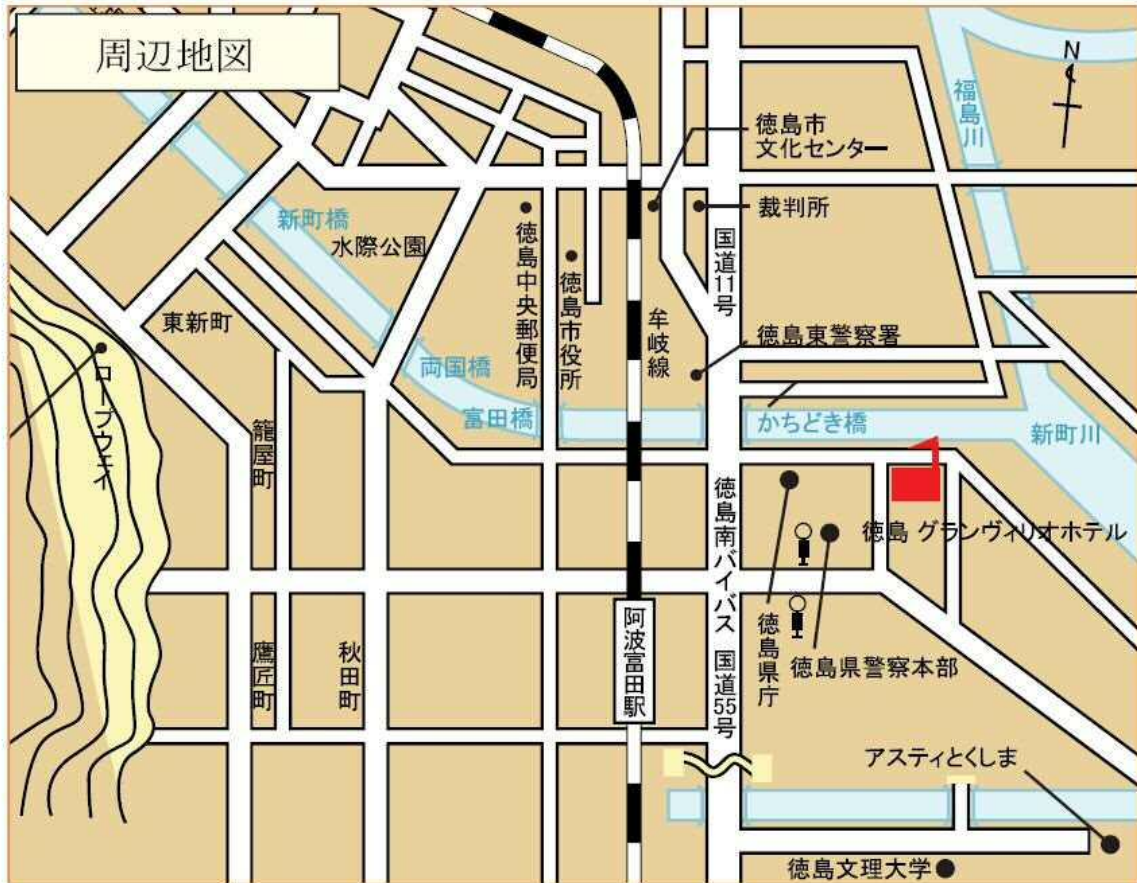 周辺地図
N
徳島市
文化センター
福島川
裁判所
新町橋
水際公園
徳島中央郵便局
徳島市役所
国道11号
牟岐線
東新町
徳島東警察署
両国橋
富田橋
かちどき橋
新町川
ロープウェイ
籠屋町
徳島南バイパス 国道55号
徳島 グランヴィリオホテル
阿波富田駅
徳島県庁
徳島県警察本部
鷹匠町
秋田町
アスティとくしま
徳島文理大学